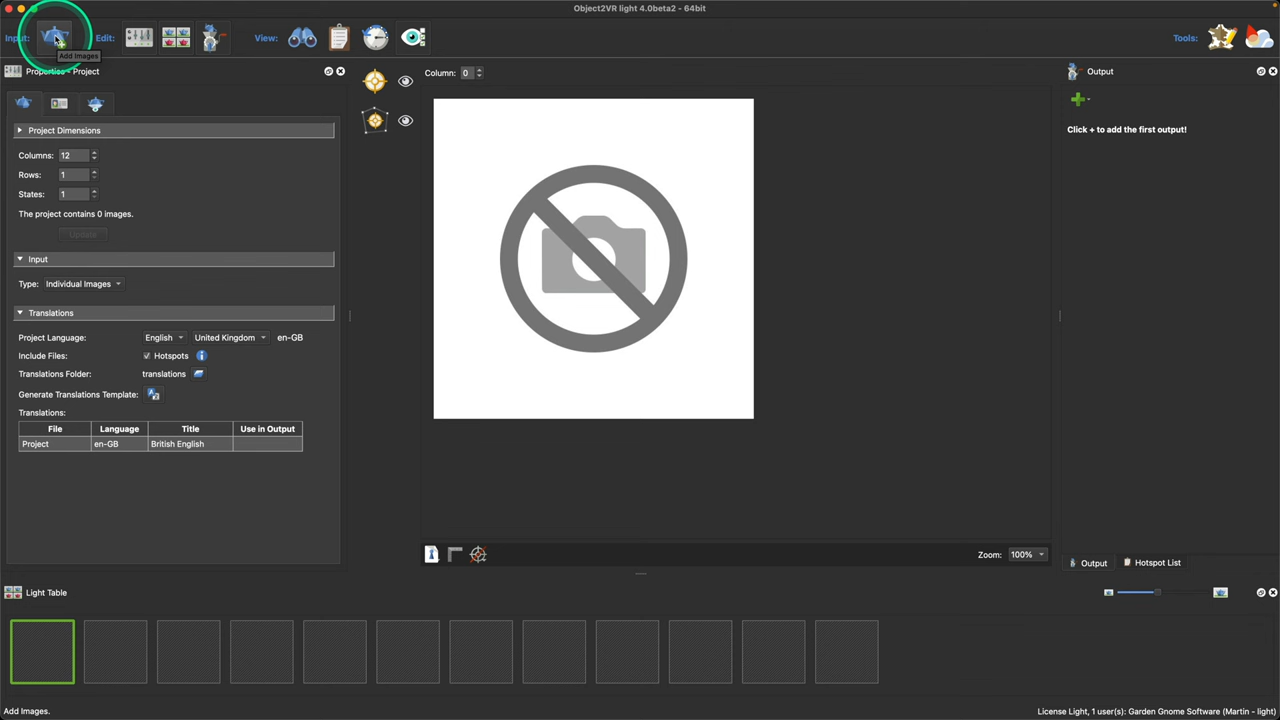 Object2VR light 4.0beta2 - 64bit
Input:
Edit:
View:
Tools:
Add Images
Properties - Project
Column: 0
Output
Project Dimensions
Click + to add the first output!
Columns: 12
Rows: 1
States: 1
The project contains 0 images.
Update
Input
Type: Individual Images
Translations
Project Language: English United Kingdom en-GB
Include Files: Hotspots
Translations Folder: translations
Generate Translations Template:
Translations:
File Language Title Use in Output
Project en-GB British English
Zoom: 100%
Output Hotspot List
Light Table
Add Images.
License Light, 1 user(s): Garden Gnome Software (Martin - light)